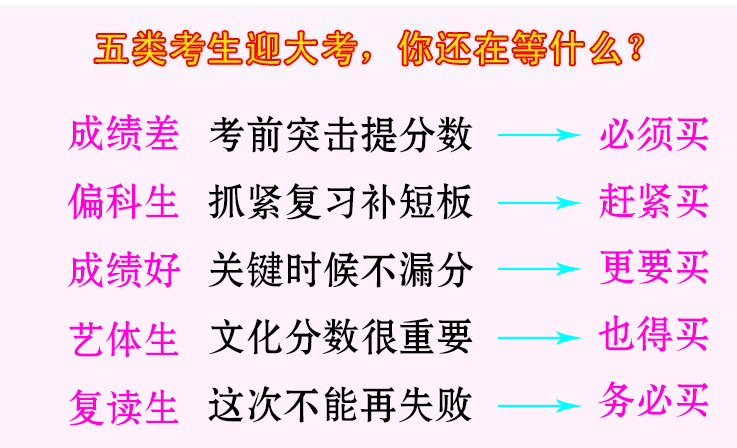 五类考生迎大考，你还在等什么？
成绩差 考前突击提分数 必须买
偏科生 抓紧复习补短板 赶紧买
成绩好 关键时候不漏分 更要买
艺体生 文化分数很重要 也得买
复读生 这次不能再失败 务必买